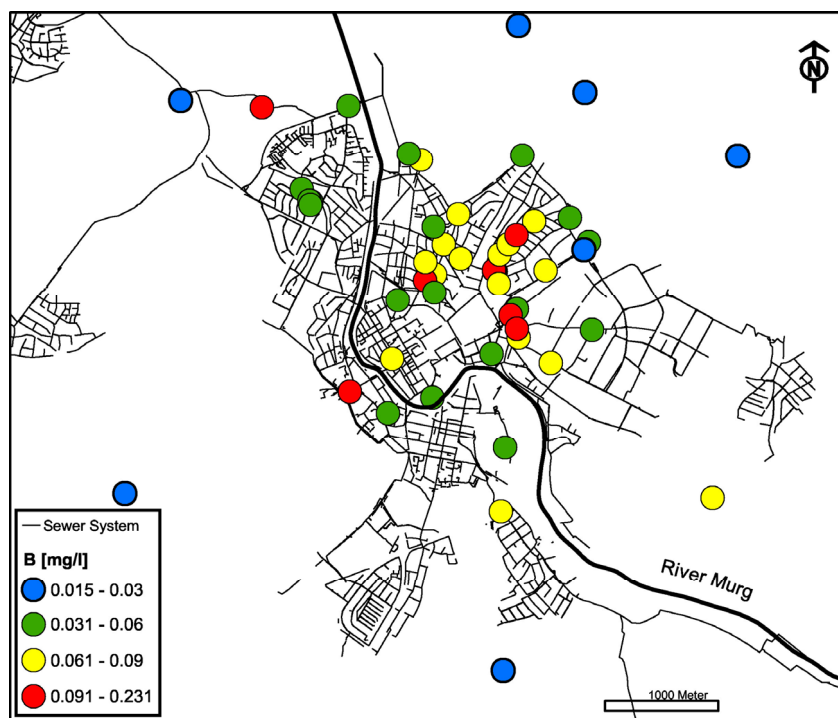 N
Sewer System
B [mg/l]
0.015 - 0.03
0.031 - 0.06
0.061 - 0.09
0.091 - 0.231
River Murg
1000 Meter